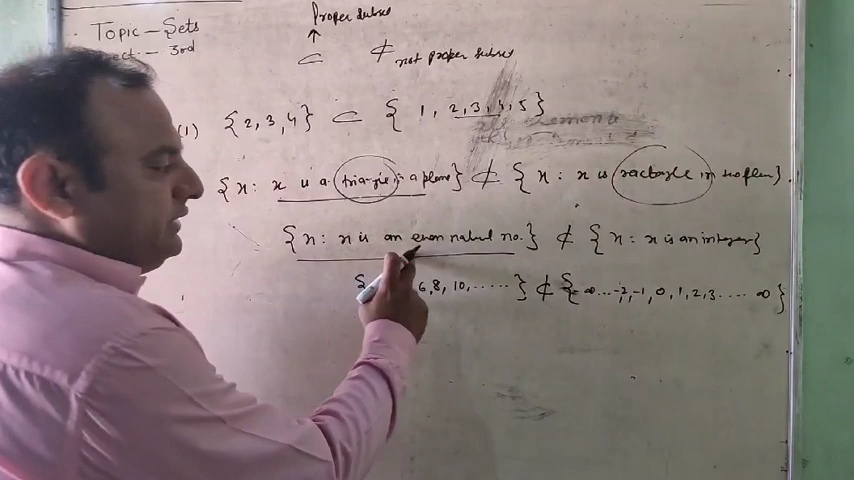 Topic - Sets
ect:- 3rd
Proper subset
↑
⊂ ⊄ not proper subset
(1) {2, 3, 4} ⊂ { 1, 2, 3, 4, 5 }
{ x : x is a triangle in a plane} ⊄ { x : x is rectangle in the plane}
{ x : x is an even natural no. } ⊄ { x : x is an integer}
{ 6, 8, 10, ..... } ⊄ { -∞ ... -2, -1, 0, 1, 2, 3 .... ∞ }